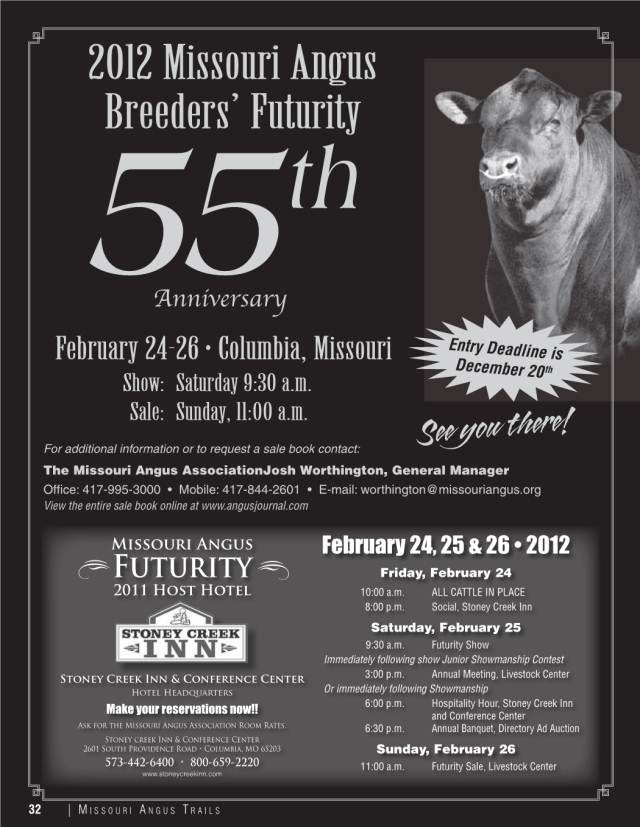 2012 Missouri Angus
Breeders' Futurity
55th
Anniversary
February 24-26 • Columbia, Missouri
Show: Saturday 9:30 a.m.
Sale: Sunday, 11:00 a.m.
Entry Deadline is
December 20th
See you there!
For additional information or to request a sale book contact:
The Missouri Angus AssociationJosh Worthington, General Manager
Office: 417-995-3000 • Mobile: 417-844-2601 • E-mail: worthington@missouriangus.org
View the entire sale book online at www.angusjournal.com
Missouri Angus
Futurity
2011 Host Hotel
STONEY CREEK
INN
Stoney Creek Inn & Conference Center
Hotel Headquarters
Make your reservations now!!
Ask for the Missouri Angus Association Room Rates.
Stoney creek Inn & Conference Center
2601 South Providence Road • Columbia, MO 65203
573-442-6400 • 800-659-2220
www.stoneycreekinn.com
February 24, 25 & 26 • 2012
Friday, February 24
10:00 a.m. ALL CATTLE IN PLACE
8:00 p.m. Social, Stoney Creek Inn
Saturday, February 25
9:30 a.m. Futurity Show
Immediately following show Junior Showmanship Contest
3:00 p.m. Annual Meeting, Livestock Center
Or immediately following Showmanship
6:00 p.m. Hospitality Hour, Stoney Creek Inn
and Conference Center
6:30 p.m. Annual Banquet, Directory Ad Auction
Sunday, February 26
11:00 a.m. Futurity Sale, Livestock Center
32 | Missouri Angus Trails